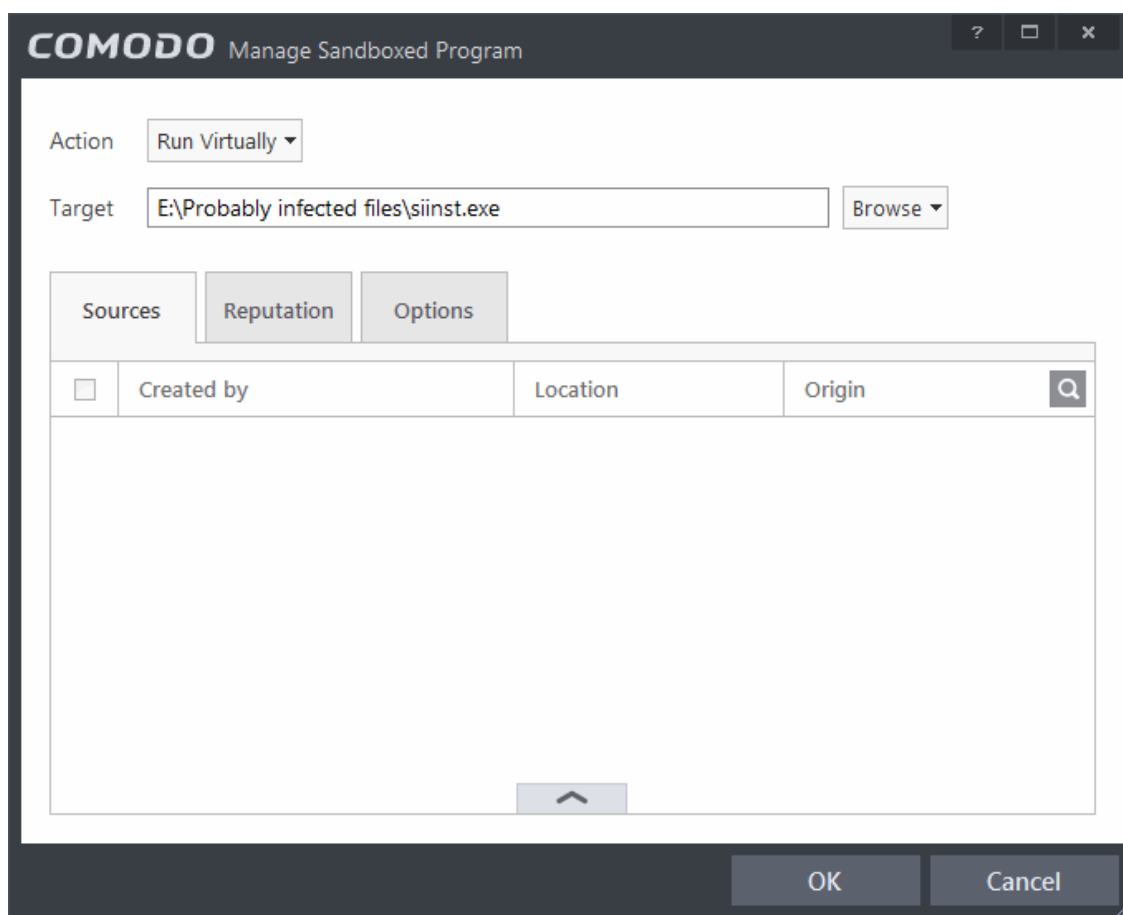 COMODO Manage Sandboxed Program ?
Action Run Virtually
Target E:\Probably infected files\siinst.exe Browse
Sources Reputation Options
Created by Location Origin
OK Cancel